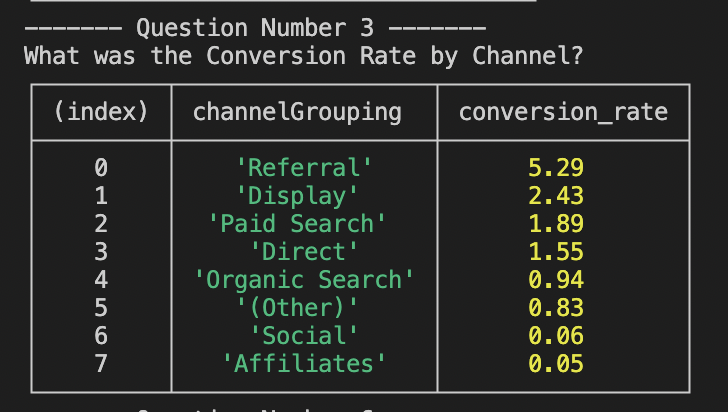 ------- Question Number 3 -------
What was the Conversion Rate by Channel?
(index) channelGrouping conversion_rate
0 'Referral' 5.29
1 'Display' 2.43
2 'Paid Search' 1.89
3 'Direct' 1.55
4 'Organic Search' 0.94
5 '(Other)' 0.83
6 'Social' 0.06
7 'Affiliates' 0.05